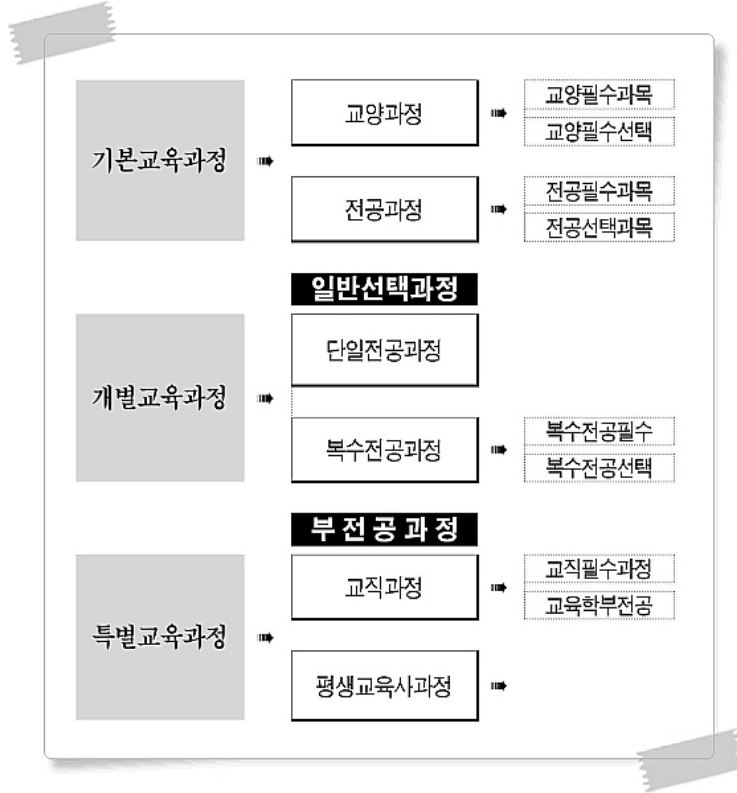 기본교육과정
교양과정
교양필수과목
교양필수선택
전공과정
전공필수과목
전공선택과목
일반선택과정
개별교육과정
단일전공과정
복수전공과정
복수전공필수
복수전공선택
부전공과정
특별교육과정
교직과정
교직필수과정
교육학부전공
평생교육사과정